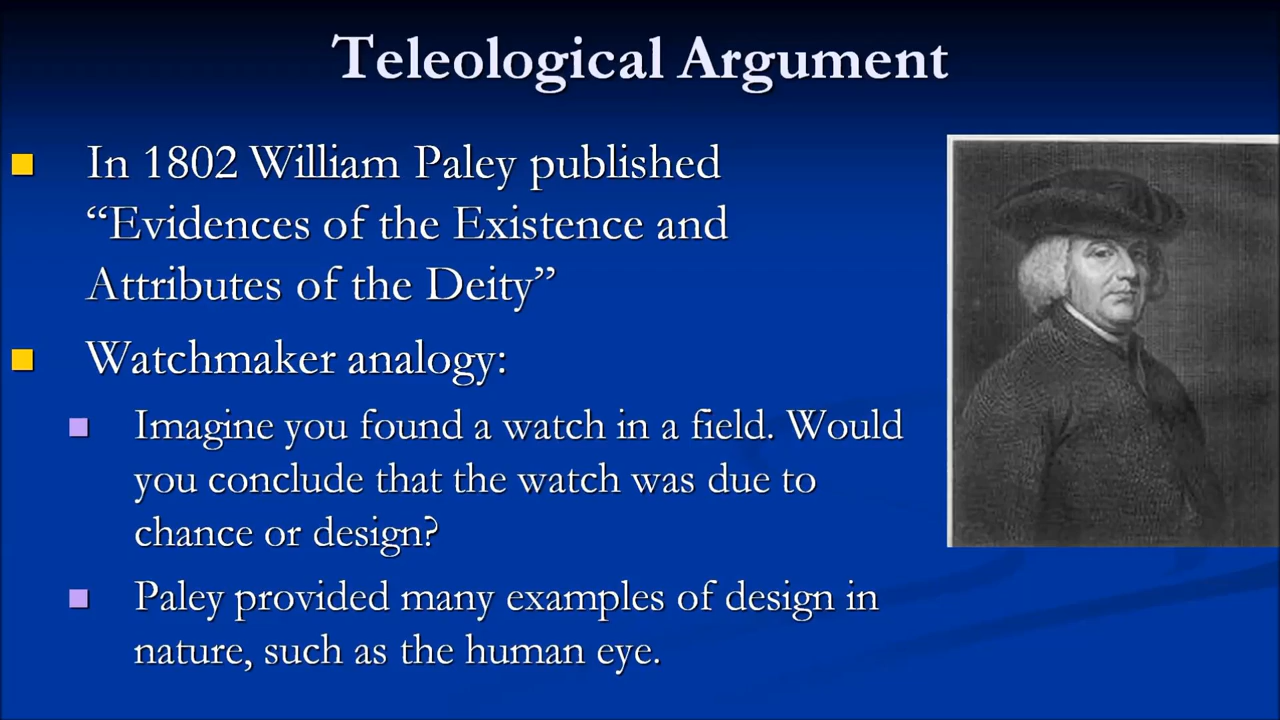 Teleological Argument
In 1802 William Paley published
“Evidences of the Existence and
Attributes of the Deity”
Watchmaker analogy:
Imagine you found a watch in a field. Would
you conclude that the watch was due to
chance or design?
Paley provided many examples of design in
nature, such as the human eye.